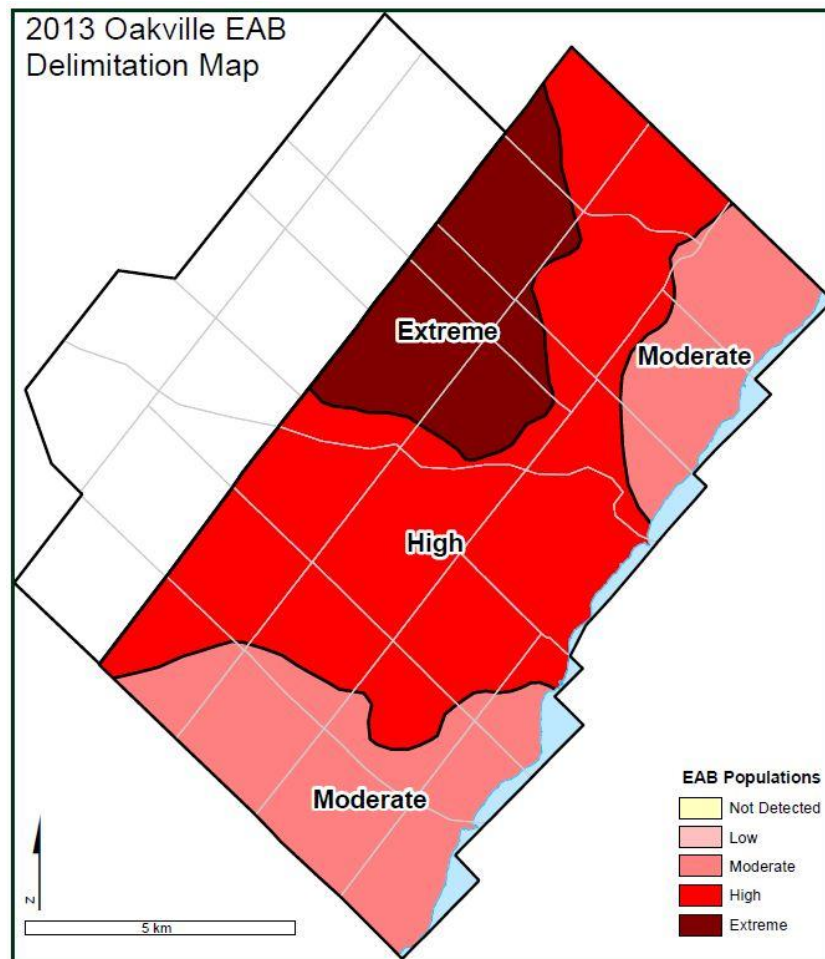 2013 Oakville EAB
Delimitation Map
Extreme
Moderate
High
Moderate
EAB Populations
Not Detected
Low
Moderate
High
Extreme
N
5 km